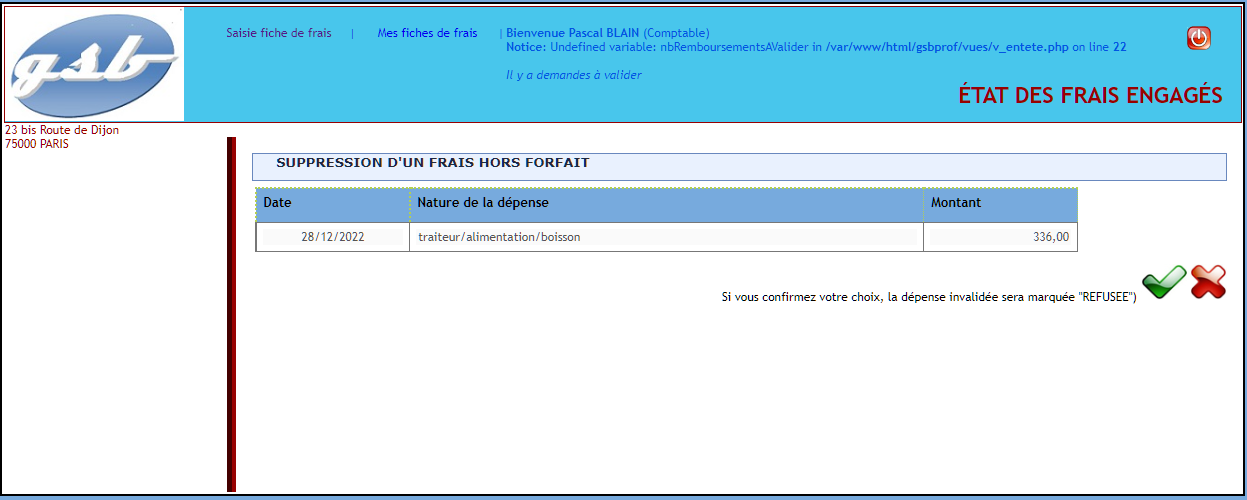 gsb
Saisie fiche de frais | Mes fiches de frais | Bienvenue Pascal BLAIN (Comptable)
Notice: Undefined variable: nbRemboursementsAValider in /var/www/html/gsbprof/vues/v_entete.php on line 22
Il y a demandes à valider
ÉTAT DES FRAIS ENGAGÉS
23 bis Route de Dijon
75000 PARIS
SUPPRESSION D'UN FRAIS HORS FORFAIT
Date Nature de la dépense Montant
28/12/2022 traiteur/alimentation/boisson 336,00
Si vous confirmez votre choix, la dépense invalidée sera marquée "REFUSEE")